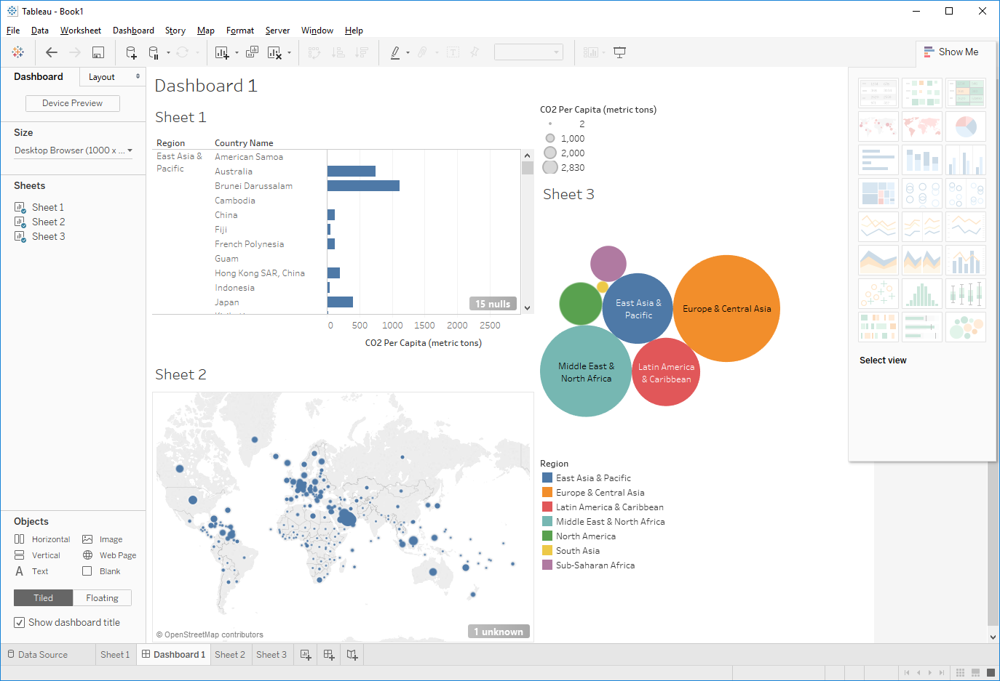 Tableau - Book1
File Data Worksheet Dashboard Story Map Format Server Window Help
Show Me
Dashboard Layout
Device Preview
Size
Desktop Browser (1000 x ...
Sheets
Sheet 1
Sheet 2
Sheet 3
Objects
Horizontal Image
Vertical Web Page
A Text Blank
Tiled Floating
Show dashboard title
Dashboard 1
Sheet 1
Region Country Name
East Asia &
Pacific
American Samoa
Australia
Brunei Darussalam
Cambodia
China
Fiji
French Polynesia
Guam
Hong Kong SAR, China
Indonesia
Japan
15 nulls
0 500 1000 1500 2000 2500
CO2 Per Capita (metric tons)
Sheet 2
© OpenStreetMap contributors
1 unknown
CO2 Per Capita (metric tons)
2
1,000
2,000
2,830
Sheet 3
East Asia &
Pacific
Europe & Central Asia
Middle East &
North Africa
Latin America
& Caribbean
Region
East Asia & Pacific
Europe & Central Asia
Latin America & Caribbean
Middle East & North Africa
North America
South Asia
Sub-Saharan Africa
Select view
Data Source Sheet 1 Dashboard 1 Sheet 2 Sheet 3